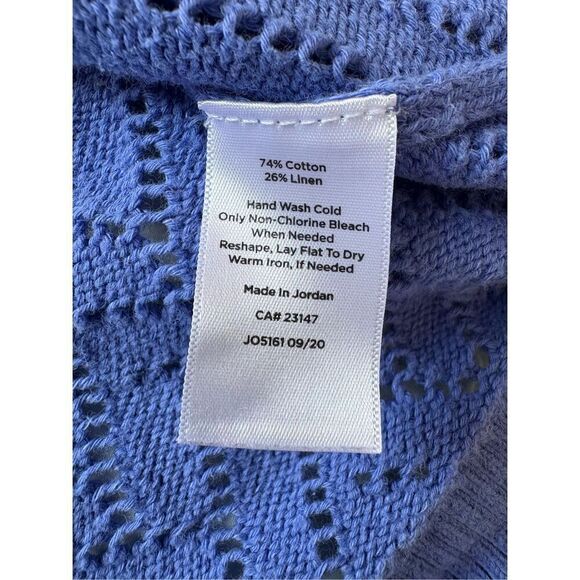 74% Cotton
26% Linen
Hand Wash Cold
Only Non-Chlorine Bleach
When Needed
Reshape, Lay Flat To Dry
Warm Iron, If Needed
Made In Jordan
CA# 23147
JO5161 09/20